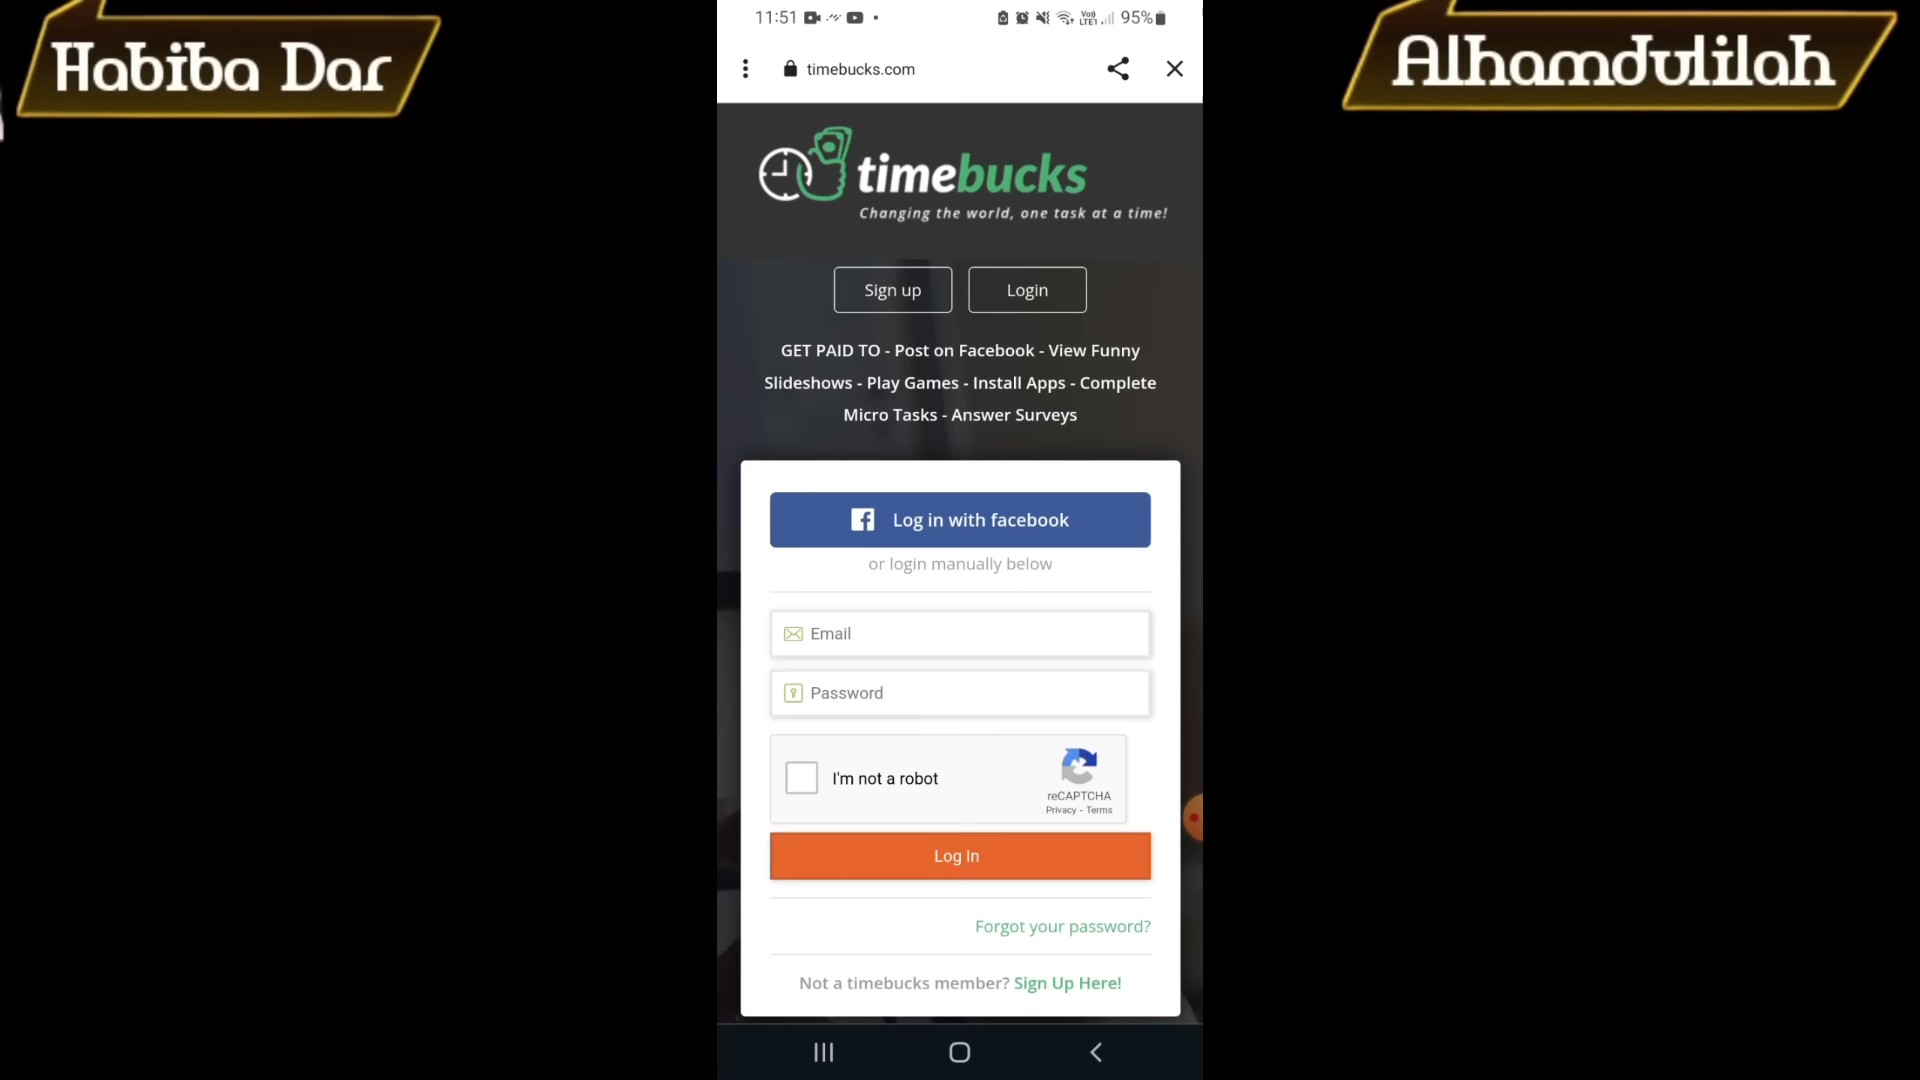 Habiba Dar
Alhamdulilah
11:51
Vo)) LTE1 95%
timebucks.com
timebucks
Changing the world, one task at a time!
Sign up Login
GET PAID TO - Post on Facebook - View Funny
Slideshows - Play Games - Install Apps - Complete
Micro Tasks - Answer Surveys
Log in with facebook
or login manually below
Email
Password
I'm not a robot
reCAPTCHA
Privacy - Terms
Log In
Forgot your password?
Not a timebucks member? Sign Up Here!